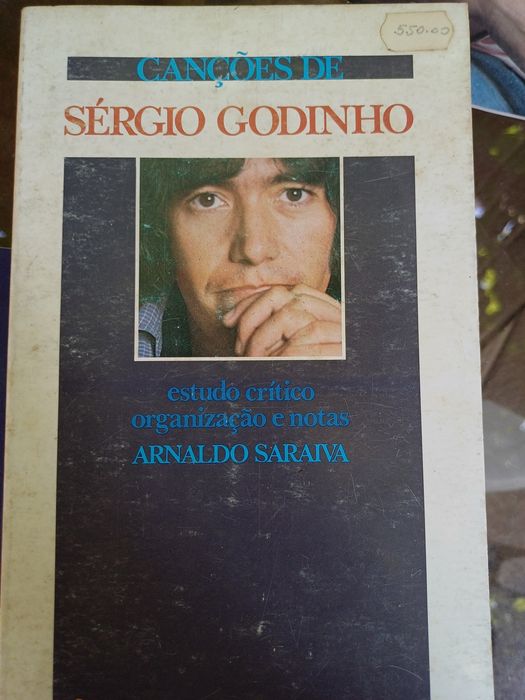 550.00
CANÇÕES DE
SÉRGIO GODINHO
estudo crítico
organização e notas
ARNALDO SARAIVA